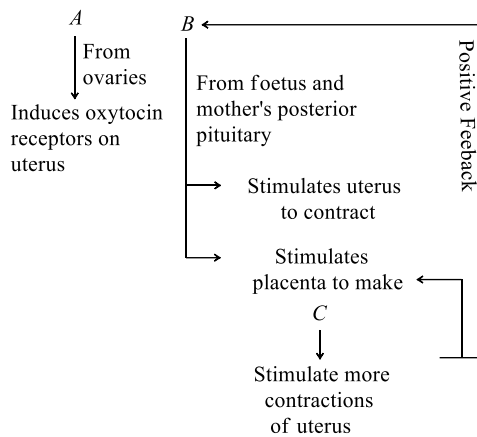 A
B
From
ovaries
Induces oxytocin
receptors on
uterus
From foetus and
mother's posterior
pituitary
Positive Feeback
Stimulates uterus
to contract
Stimulates
placenta to make
C
Stimulate more
contractions
of uterus